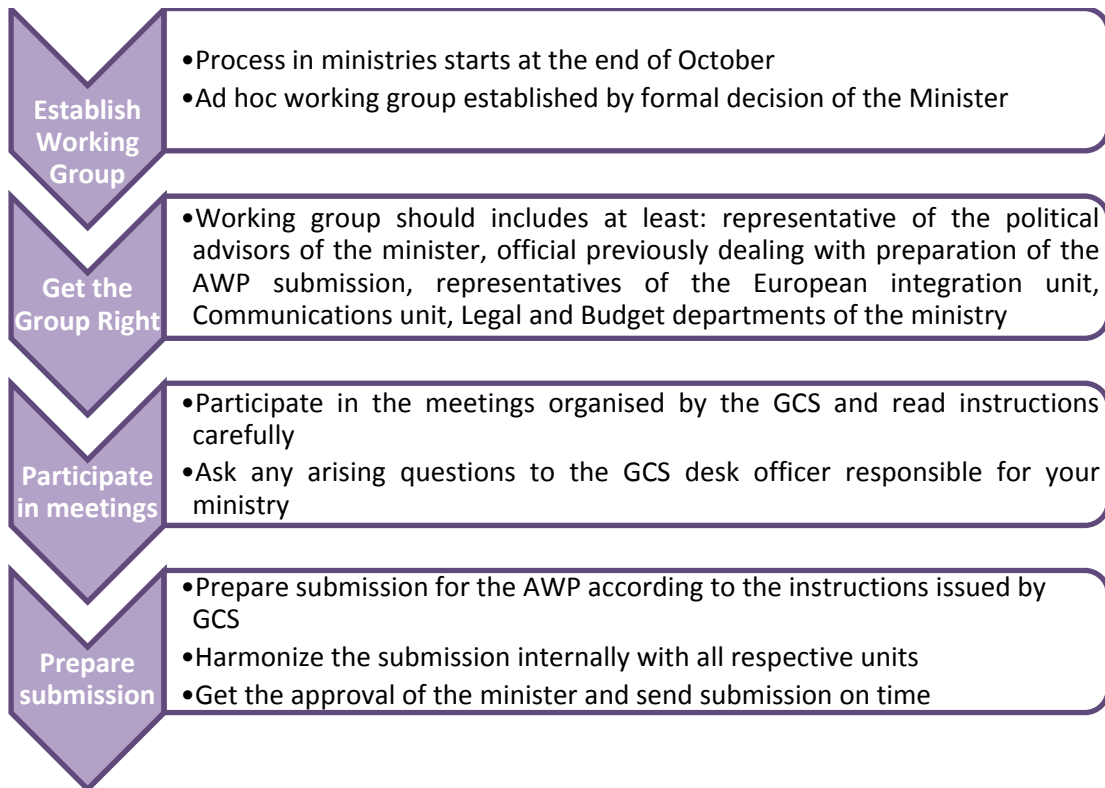 Establish
Working
Group
•Process in ministries starts at the end of October
•Ad hoc working group established by formal decision of the Minister
Get the
Group Right
•Working group should includes at least: representative of the political
advisors of the minister, official previously dealing with preparation of the
AWP submission, representatives of the European integration unit,
Communications unit, Legal and Budget departments of the ministry
Participate
in meetings
•Participate in the meetings organised by the GCS and read instructions
carefully
•Ask any arising questions to the GCS desk officer responsible for your
ministry
Prepare
submission
•Prepare submission for the AWP according to the instructions issued by
GCS
•Harmonize the submission internally with all respective units
•Get the approval of the minister and send submission on time